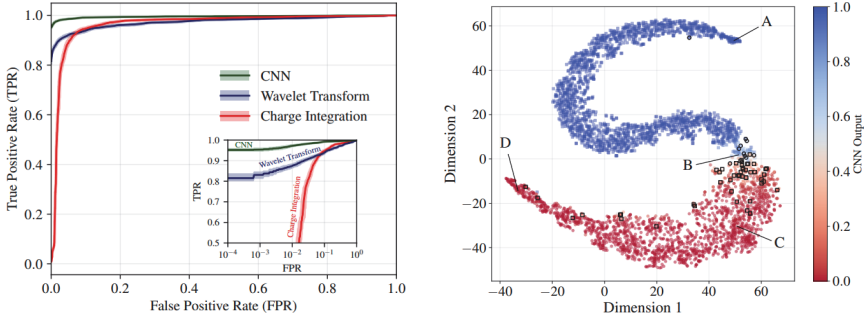 1.0
0.8
0.6
0.4
0.2
0.0
True Positive Rate (TPR)
CNN
Wavelet Transform
Charge Integration
1.0
0.9
0.8
0.7
0.6
0.5
TPR
CNN
Wavelet Transform
Charge Integration
10⁻⁴ 10⁻³ 10⁻² 10⁻¹ 10⁰
FPR
0.0 0.2 0.4 0.6 0.8 1.0
False Positive Rate (FPR)
60
40
20
0
−20
−40
Dimension 2
A
B
D
C
−40 −20 0 20 40 60
Dimension 1
1.0
0.8
0.6
0.4
0.2
0.0
CNN Output